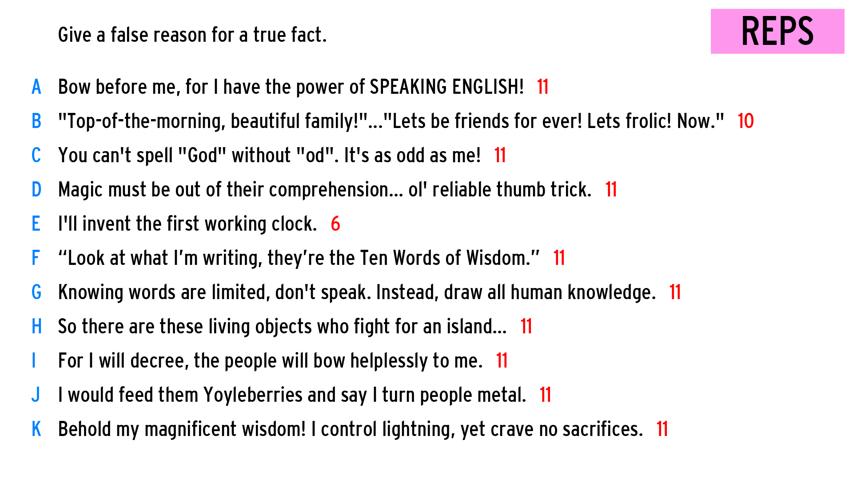 Give a false reason for a true fact.
REPS
A Bow before me, for I have the power of SPEAKING ENGLISH! 11
B "Top-of-the-morning, beautiful family!"..."Lets be friends for ever! Lets frolic! Now." 10
C You can't spell "God" without "od". It's as odd as me! 11
D Magic must be out of their comprehension... ol' reliable thumb trick. 11
E I'll invent the first working clock. 6
F “Look at what I’m writing, they’re the Ten Words of Wisdom.” 11
G Knowing words are limited, don't speak. Instead, draw all human knowledge. 11
H So there are these living objects who fight for an island... 11
I For I will decree, the people will bow helplessly to me. 11
J I would feed them Yoyleberries and say I turn people metal. 11
K Behold my magnificent wisdom! I control lightning, yet crave no sacrifices. 11